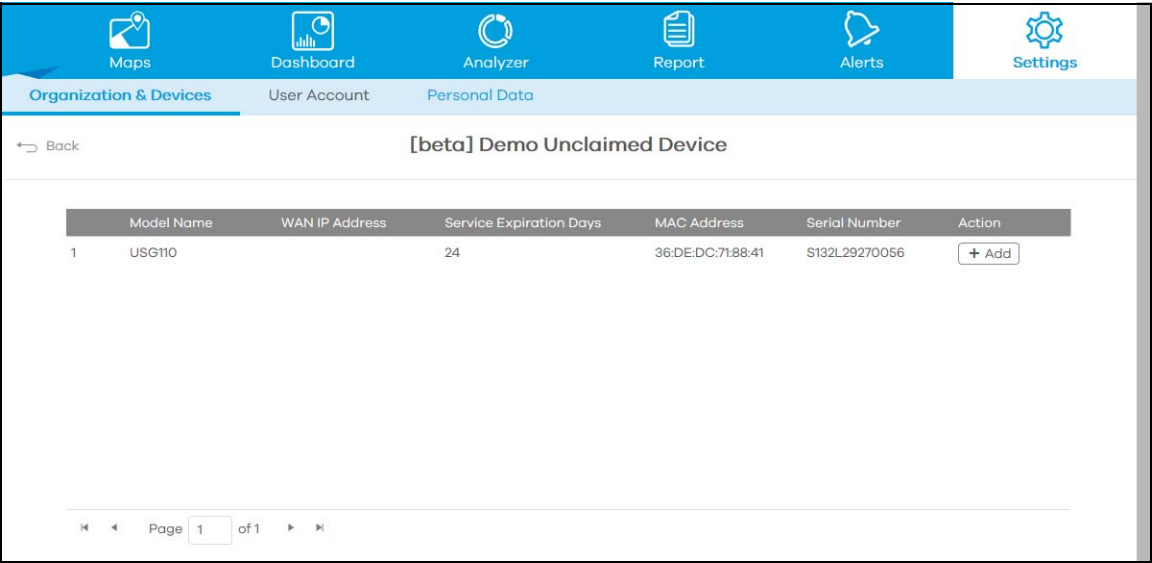 Maps Dashboard Analyzer Report Alerts Settings
Organization & Devices User Account Personal Data
Back [beta] Demo Unclaimed Device
Model Name WAN IP Address Service Expiration Days MAC Address Serial Number Action
1 USG110 24 36:DE:DC:71:88:41 S132L29270056 + Add
Page 1 of 1